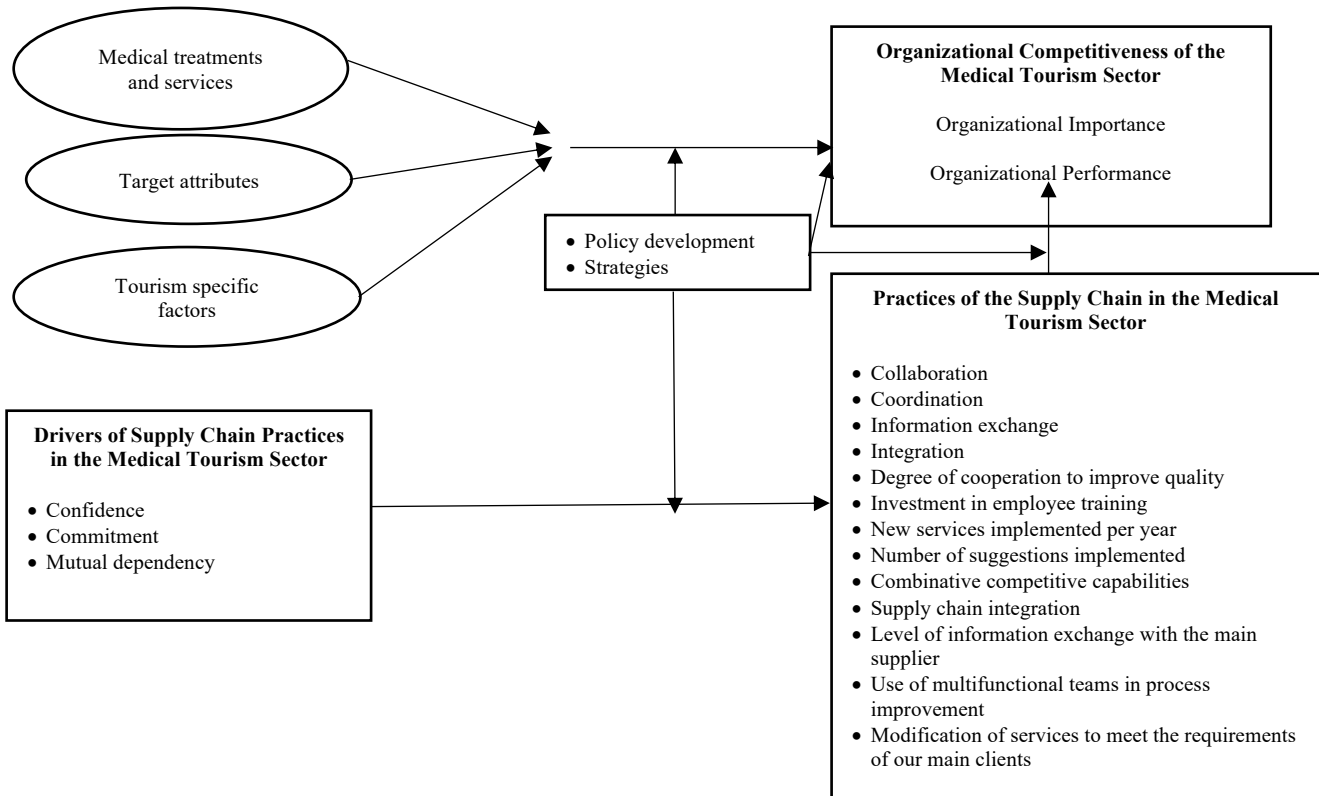 Medical treatments
and services
Target attributes
Tourism specific
factors
Organizational Competitiveness of the
Medical Tourism Sector
Organizational Importance
Organizational Performance
• Policy development
• Strategies
Drivers of Supply Chain Practices
in the Medical Tourism Sector
• Confidence
• Commitment
• Mutual dependency
Practices of the Supply Chain in the Medical
Tourism Sector
• Collaboration
• Coordination
• Information exchange
• Integration
• Degree of cooperation to improve quality
• Investment in employee training
• New services implemented per year
• Number of suggestions implemented
• Combinative competitive capabilities
• Supply chain integration
• Level of information exchange with the main
supplier
• Use of multifunctional teams in process
improvement
• Modification of services to meet the requirements
of our main clients